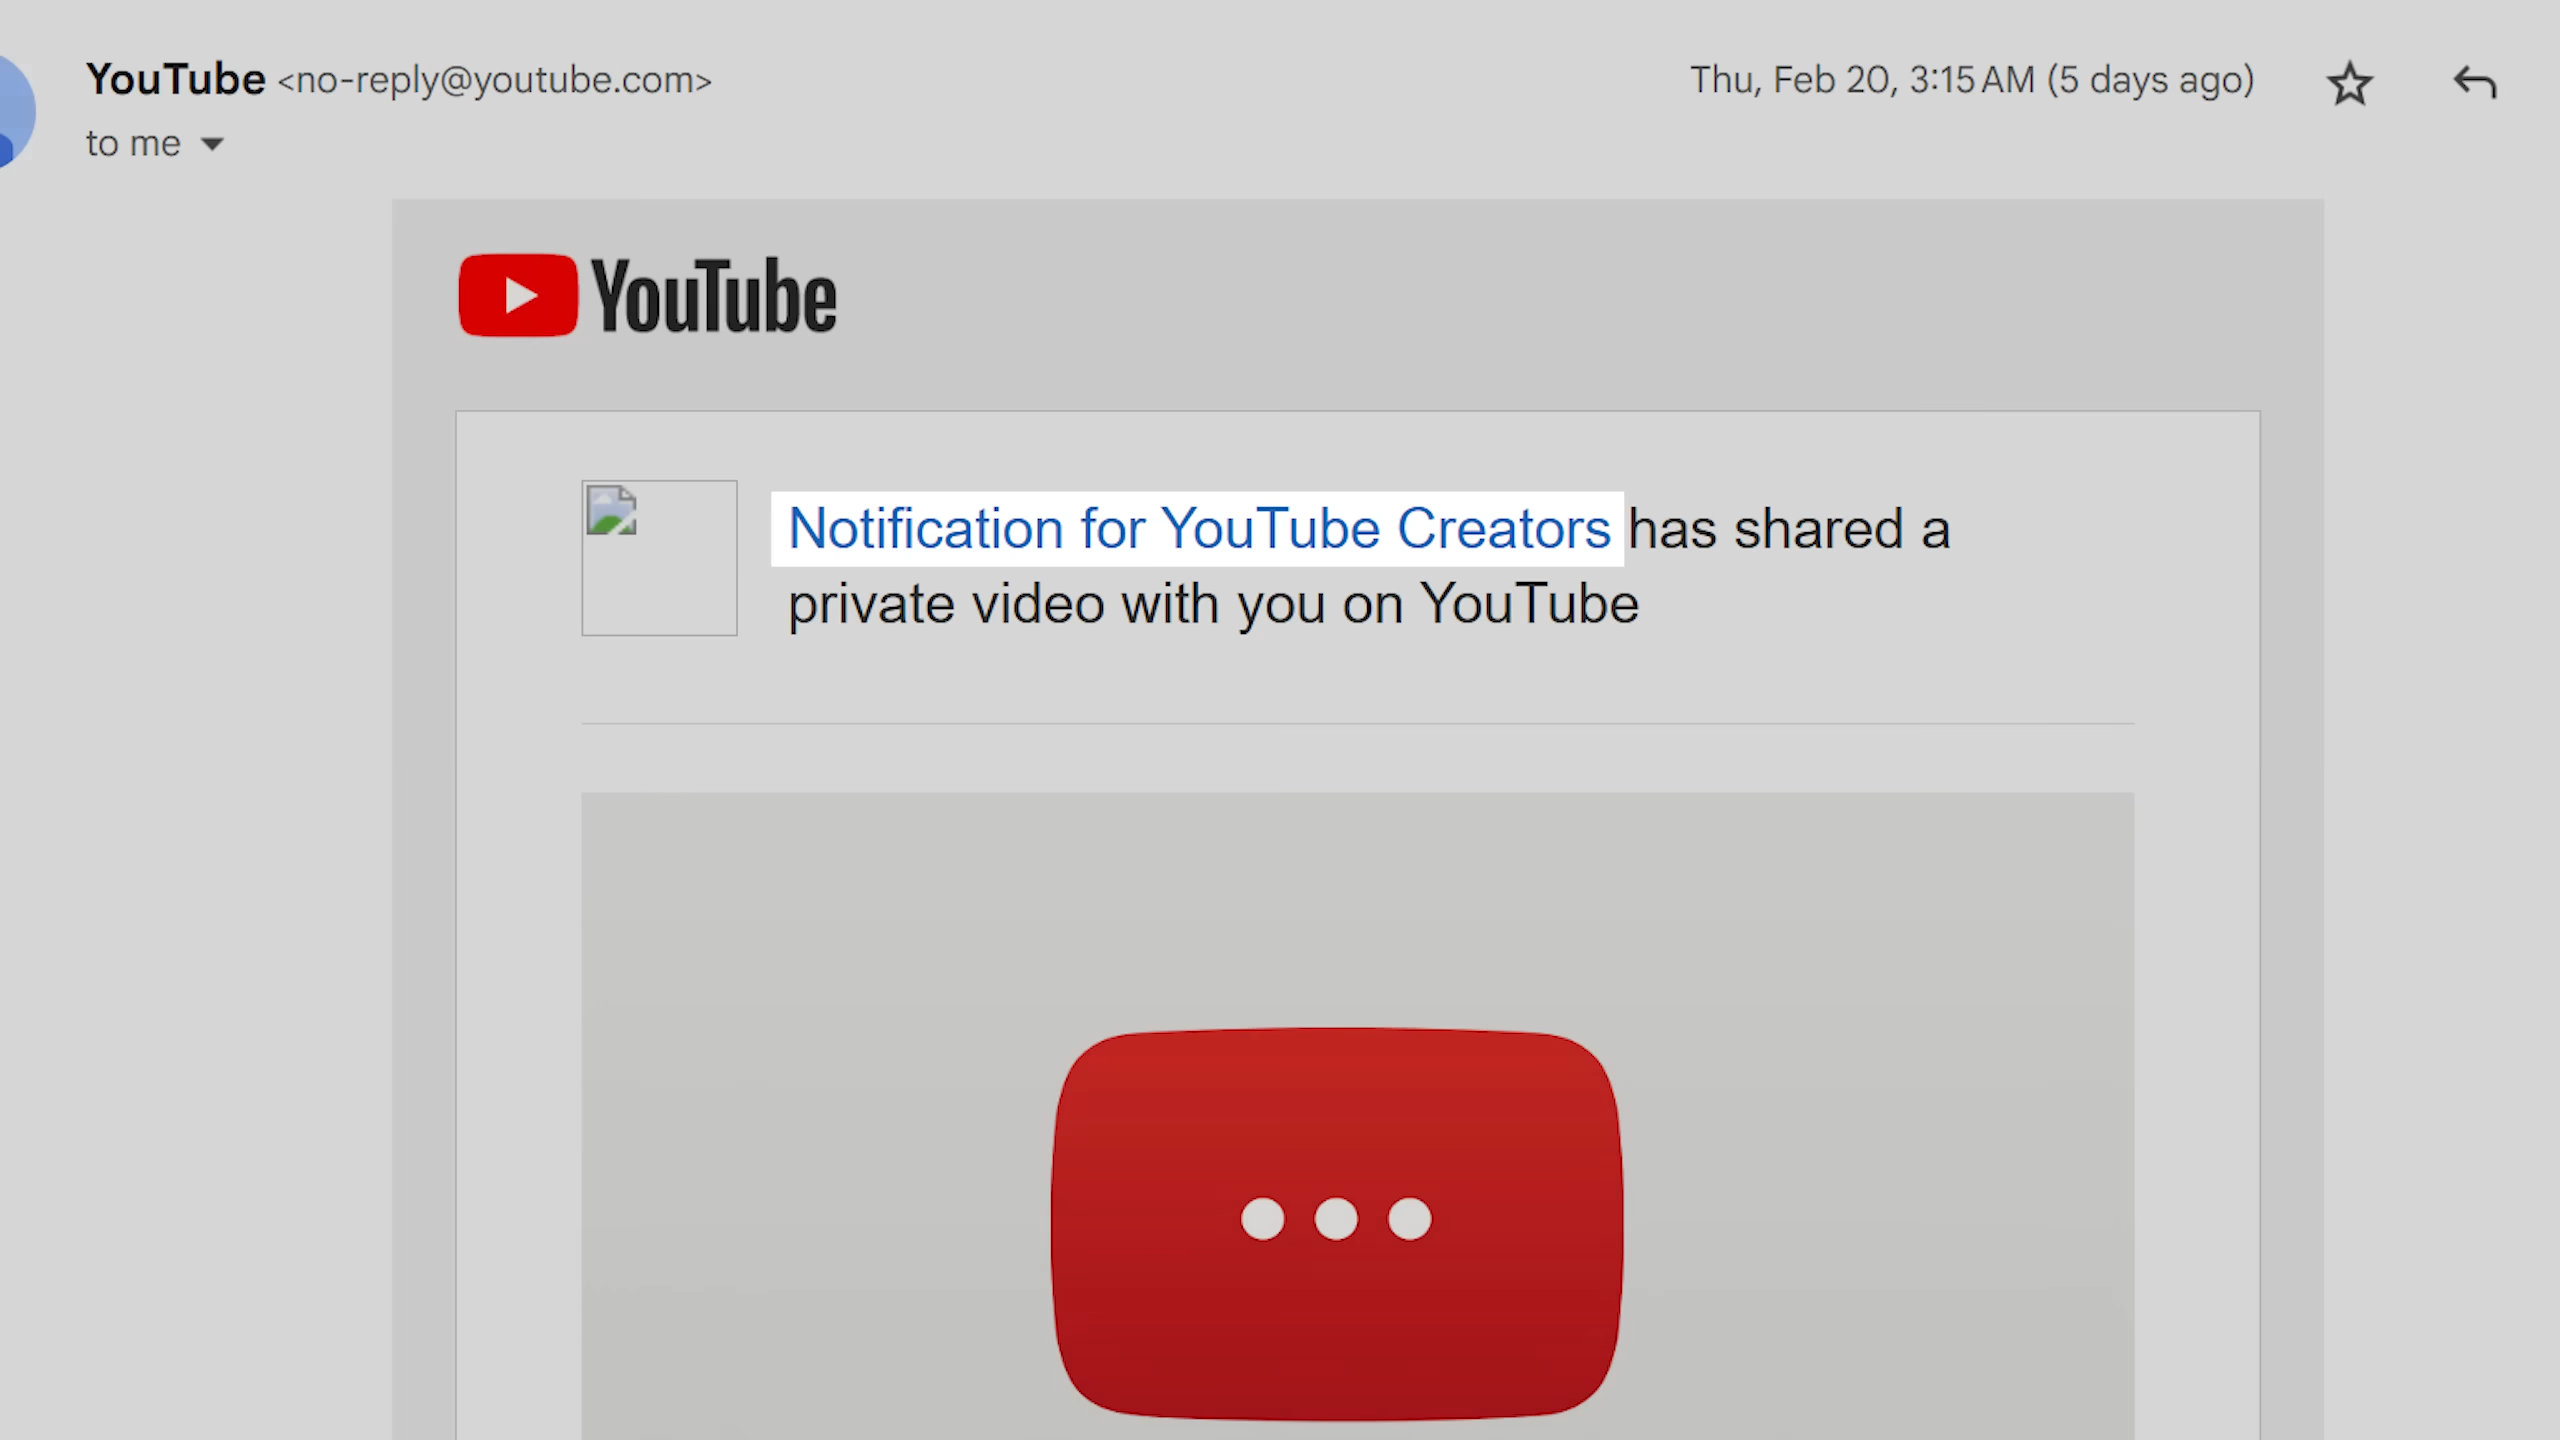 YouTube <no-reply@youtube.com>
Thu, Feb 20, 3:15 AM (5 days ago)
to me
YouTube
Notification for YouTube Creators has shared a
private video with you on YouTube